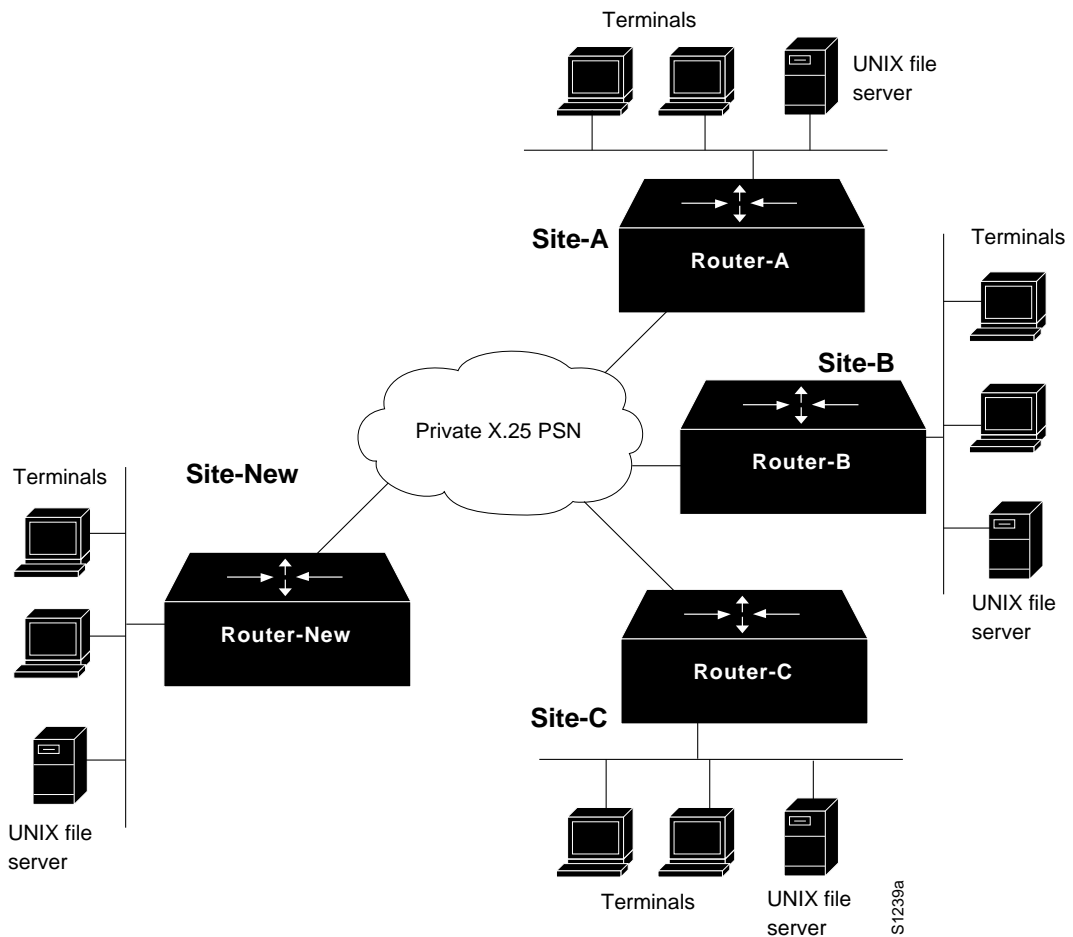 Terminals
UNIX file
server
Site-A
Router-A
Terminals
Site-B
Private X.25 PSN
Router-B
Site-New
Terminals
Router-New
UNIX file
server
Router-C
Site-C
UNIX file
server
Terminals
UNIX file
server
S1239a